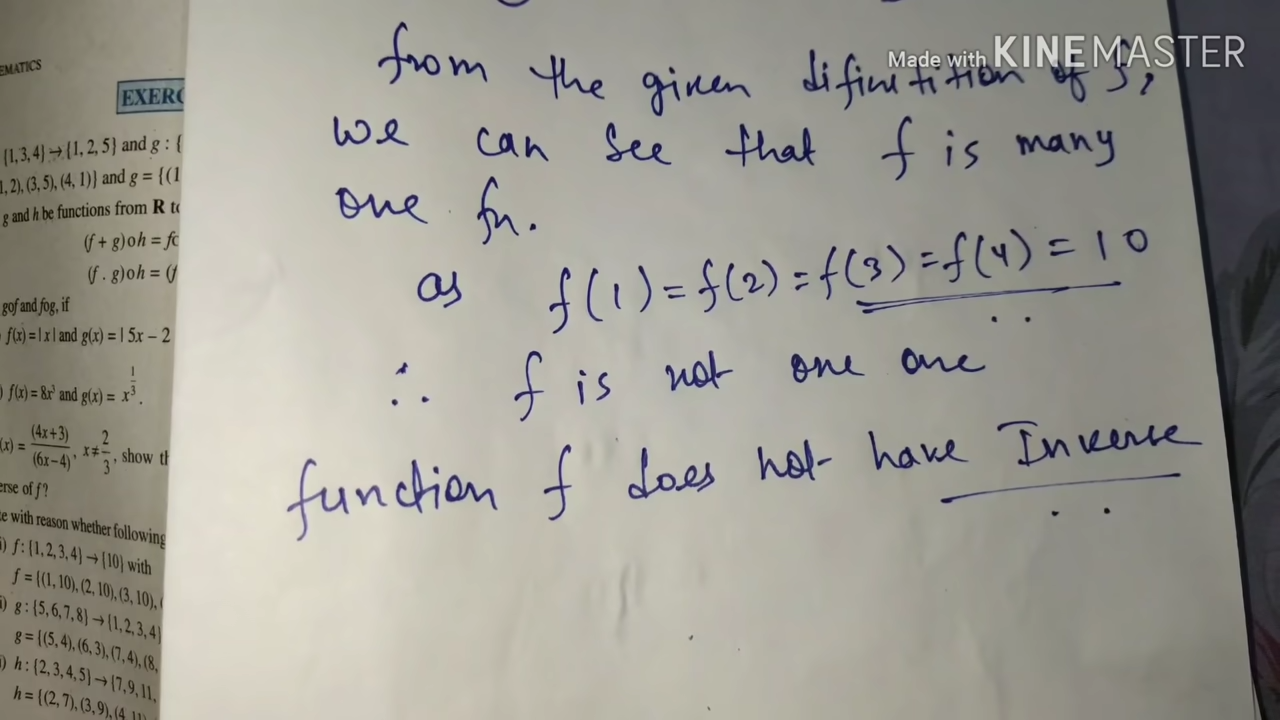 Made with KINEMASTER
from the given difinitition of f,
we can see that f is many
one fn.
as f(1) = f(2) = f(3) = f(4) = 10
∴ f is not one one
function f does not have Inverse
EMATICS
EXERC
{1, 3, 4} → {1, 2, 5} and g : {
1, 2), (3, 5), (4, 1)} and g = {(1
g and h be functions from R to
(f + g)oh = fo
(f . g)oh = (f
gof and fog, if
f(x) = | x | and g(x) = | 5x – 2
f(x) = 8x³ and g(x) = x^{1/3}.
(x) = (4x+3)/(6x–4), x ≠ 2/3, show th
erse of f?
e with reason whether following
) f : {1, 2, 3, 4} → {10} with
f = {(1, 10), (2, 10), (3, 10), (
) g : {5, 6, 7, 8} → {1, 2, 3, 4}
g = {(5, 4), (6, 3), (7, 4), (8,
) h : {2, 3, 4, 5} → {7, 9, 11,
h = {(2, 7), (3, 9), (4, 11)